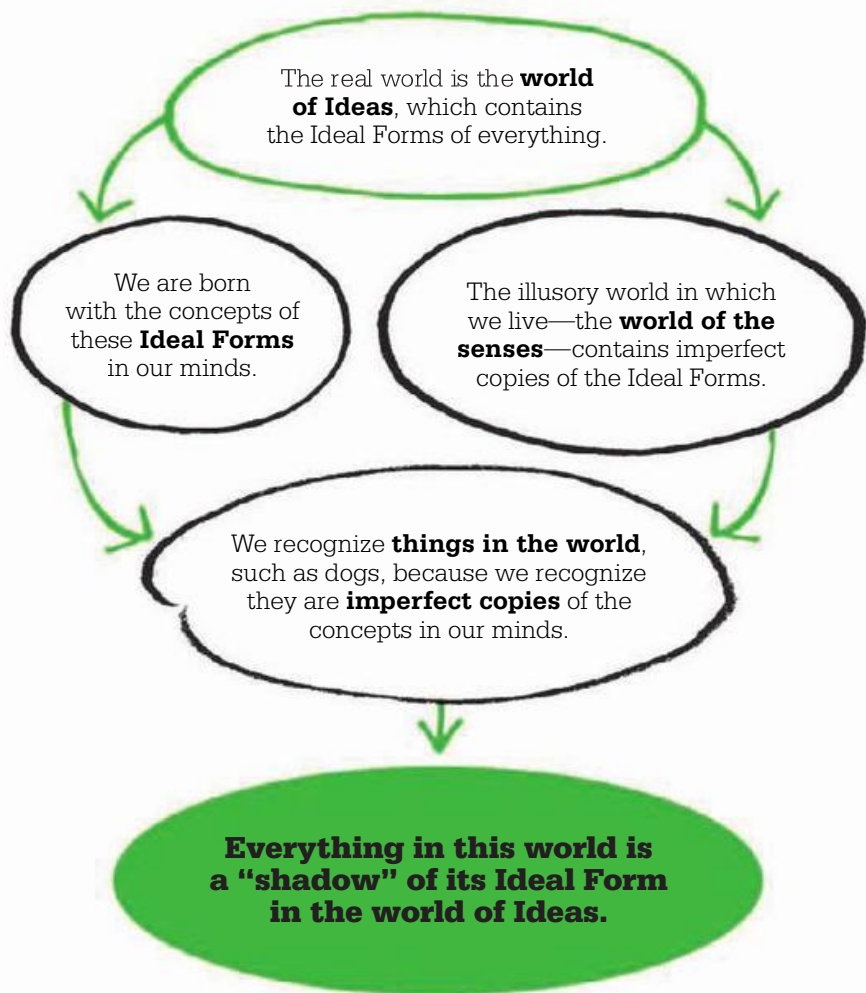 The real world is the world
of Ideas, which contains
the Ideal Forms of everything.
We are born
with the concepts of
these Ideal Forms
in our minds.
The illusory world in which
we live—the world of the
senses—contains imperfect
copies of the Ideal Forms.
We recognize things in the world,
such as dogs, because we recognize
they are imperfect copies of the
concepts in our minds.
Everything in this world is
a “shadow” of its Ideal Form
in the world of Ideas.